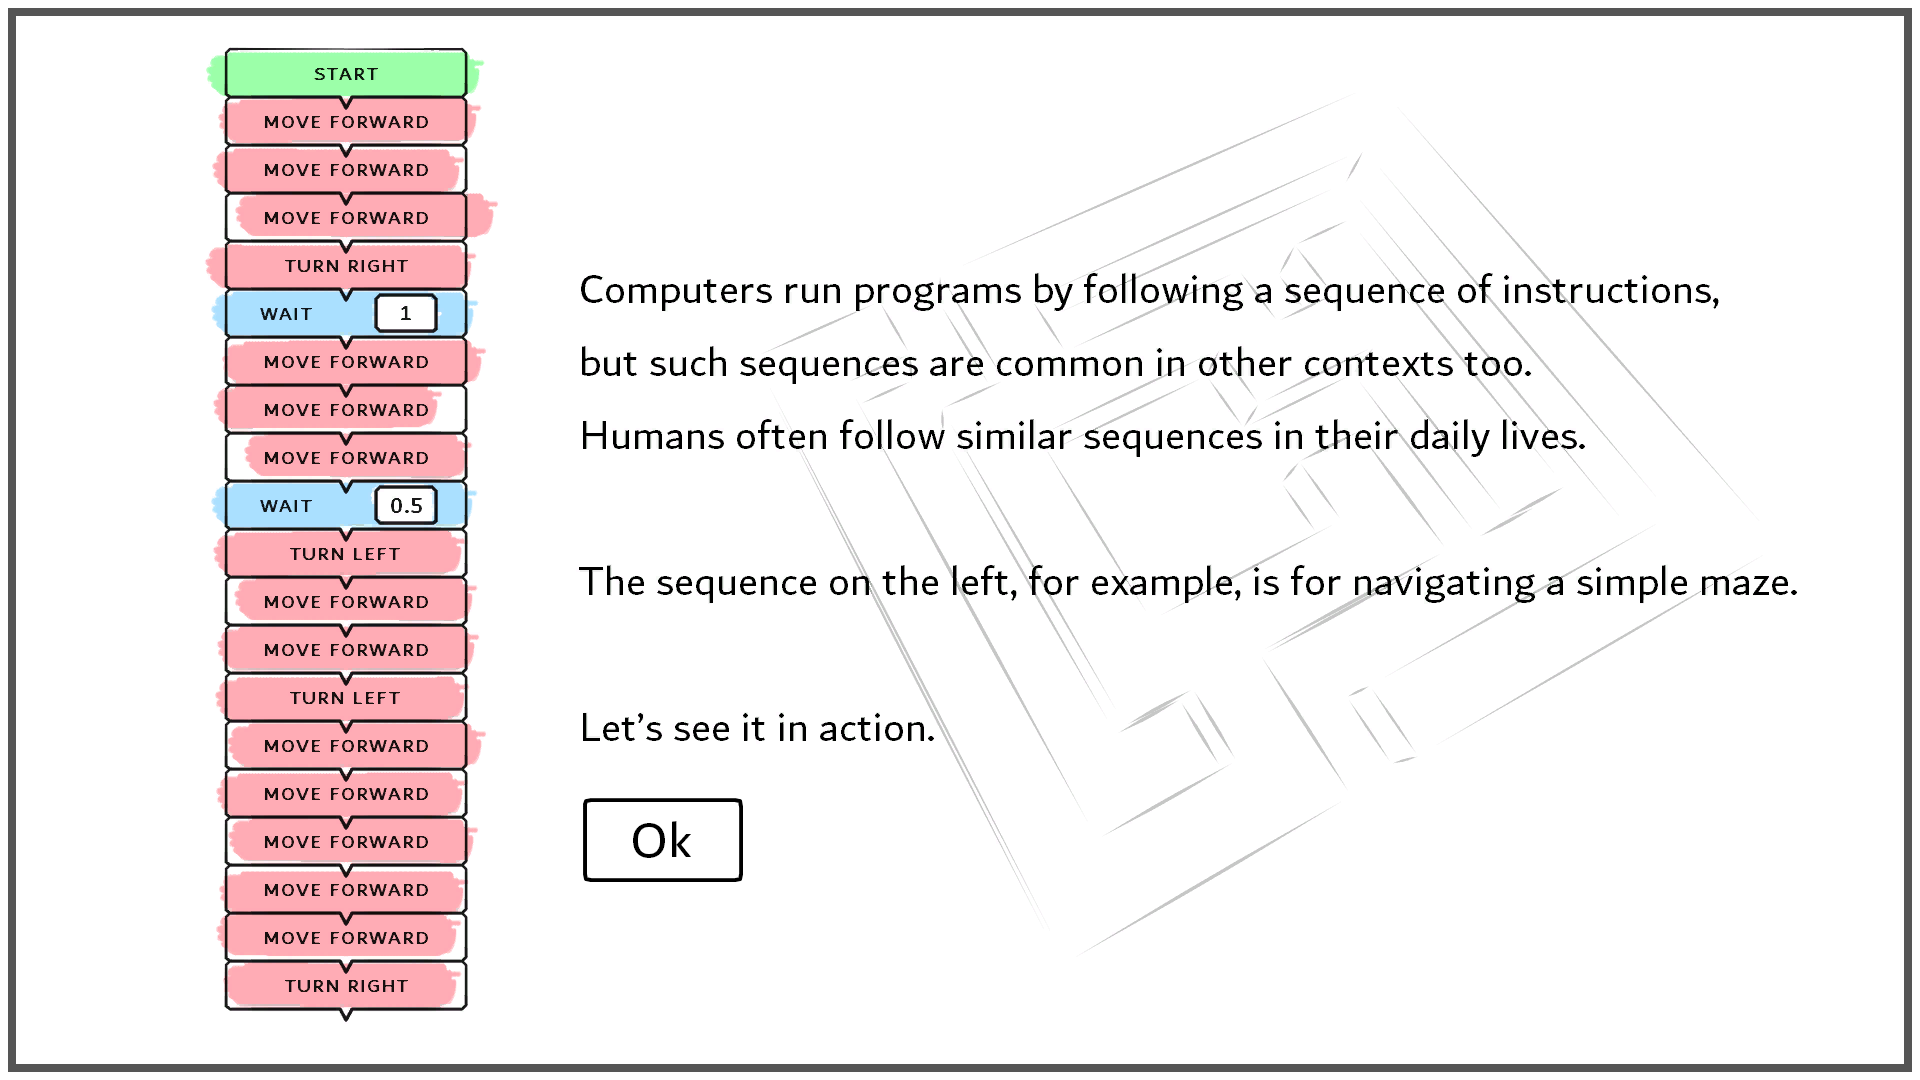 START
MOVE FORWARD
MOVE FORWARD
MOVE FORWARD
TURN RIGHT
WAIT 1
MOVE FORWARD
MOVE FORWARD
MOVE FORWARD
WAIT 0.5
TURN LEFT
MOVE FORWARD
MOVE FORWARD
TURN LEFT
MOVE FORWARD
MOVE FORWARD
MOVE FORWARD
MOVE FORWARD
MOVE FORWARD
TURN RIGHT
Computers run programs by following a sequence of instructions,
but such sequences are common in other contexts too.
Humans often follow similar sequences in their daily lives.
The sequence on the left, for example, is for navigating a simple maze.
Let's see it in action.
Ok